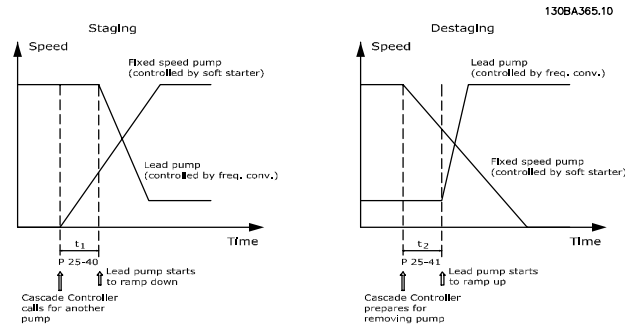 130BA365.10
Staging
Speed
Fixed speed pump
(controlled by soft starter)
Lead pump
(controlled by freq. conv.)
Time
t1
P 25-40
Lead pump starts
to ramp down
Cascade Controller
calls for another
pump
Destaging
Speed
Lead pump
(controlled by freq. conv.)
Fixed speed pump
(controlled by soft starter)
Time
t2
P 25-41
Lead pump starts
to ramp up
Cascade Controller
prepares for
removing pump